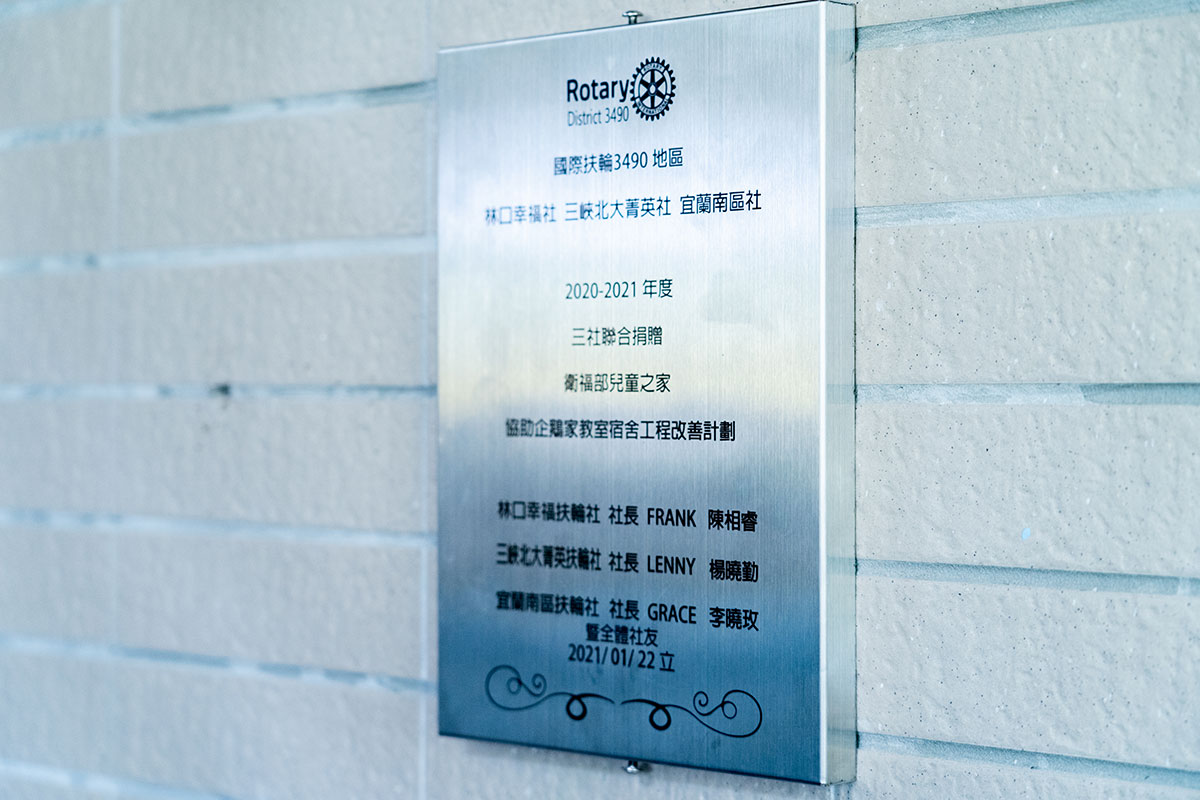 Rotary
District 3490
國際扶輪3490 地區
林口幸福社 三峽北大菁英社 宜蘭南區社
2020-2021 年度
三社聯合捐贈
衛福部兒童之家
協助企鵝家教室宿舍工程改善計劃
林口幸福扶輪社 社長 FRANK 陳相睿
三峽北大菁英扶輪社 社長 LENNY 楊曉勤
宜蘭南區扶輪社 社長 GRACE 李曉玫
暨全體社友
2021/ 01/ 22 立